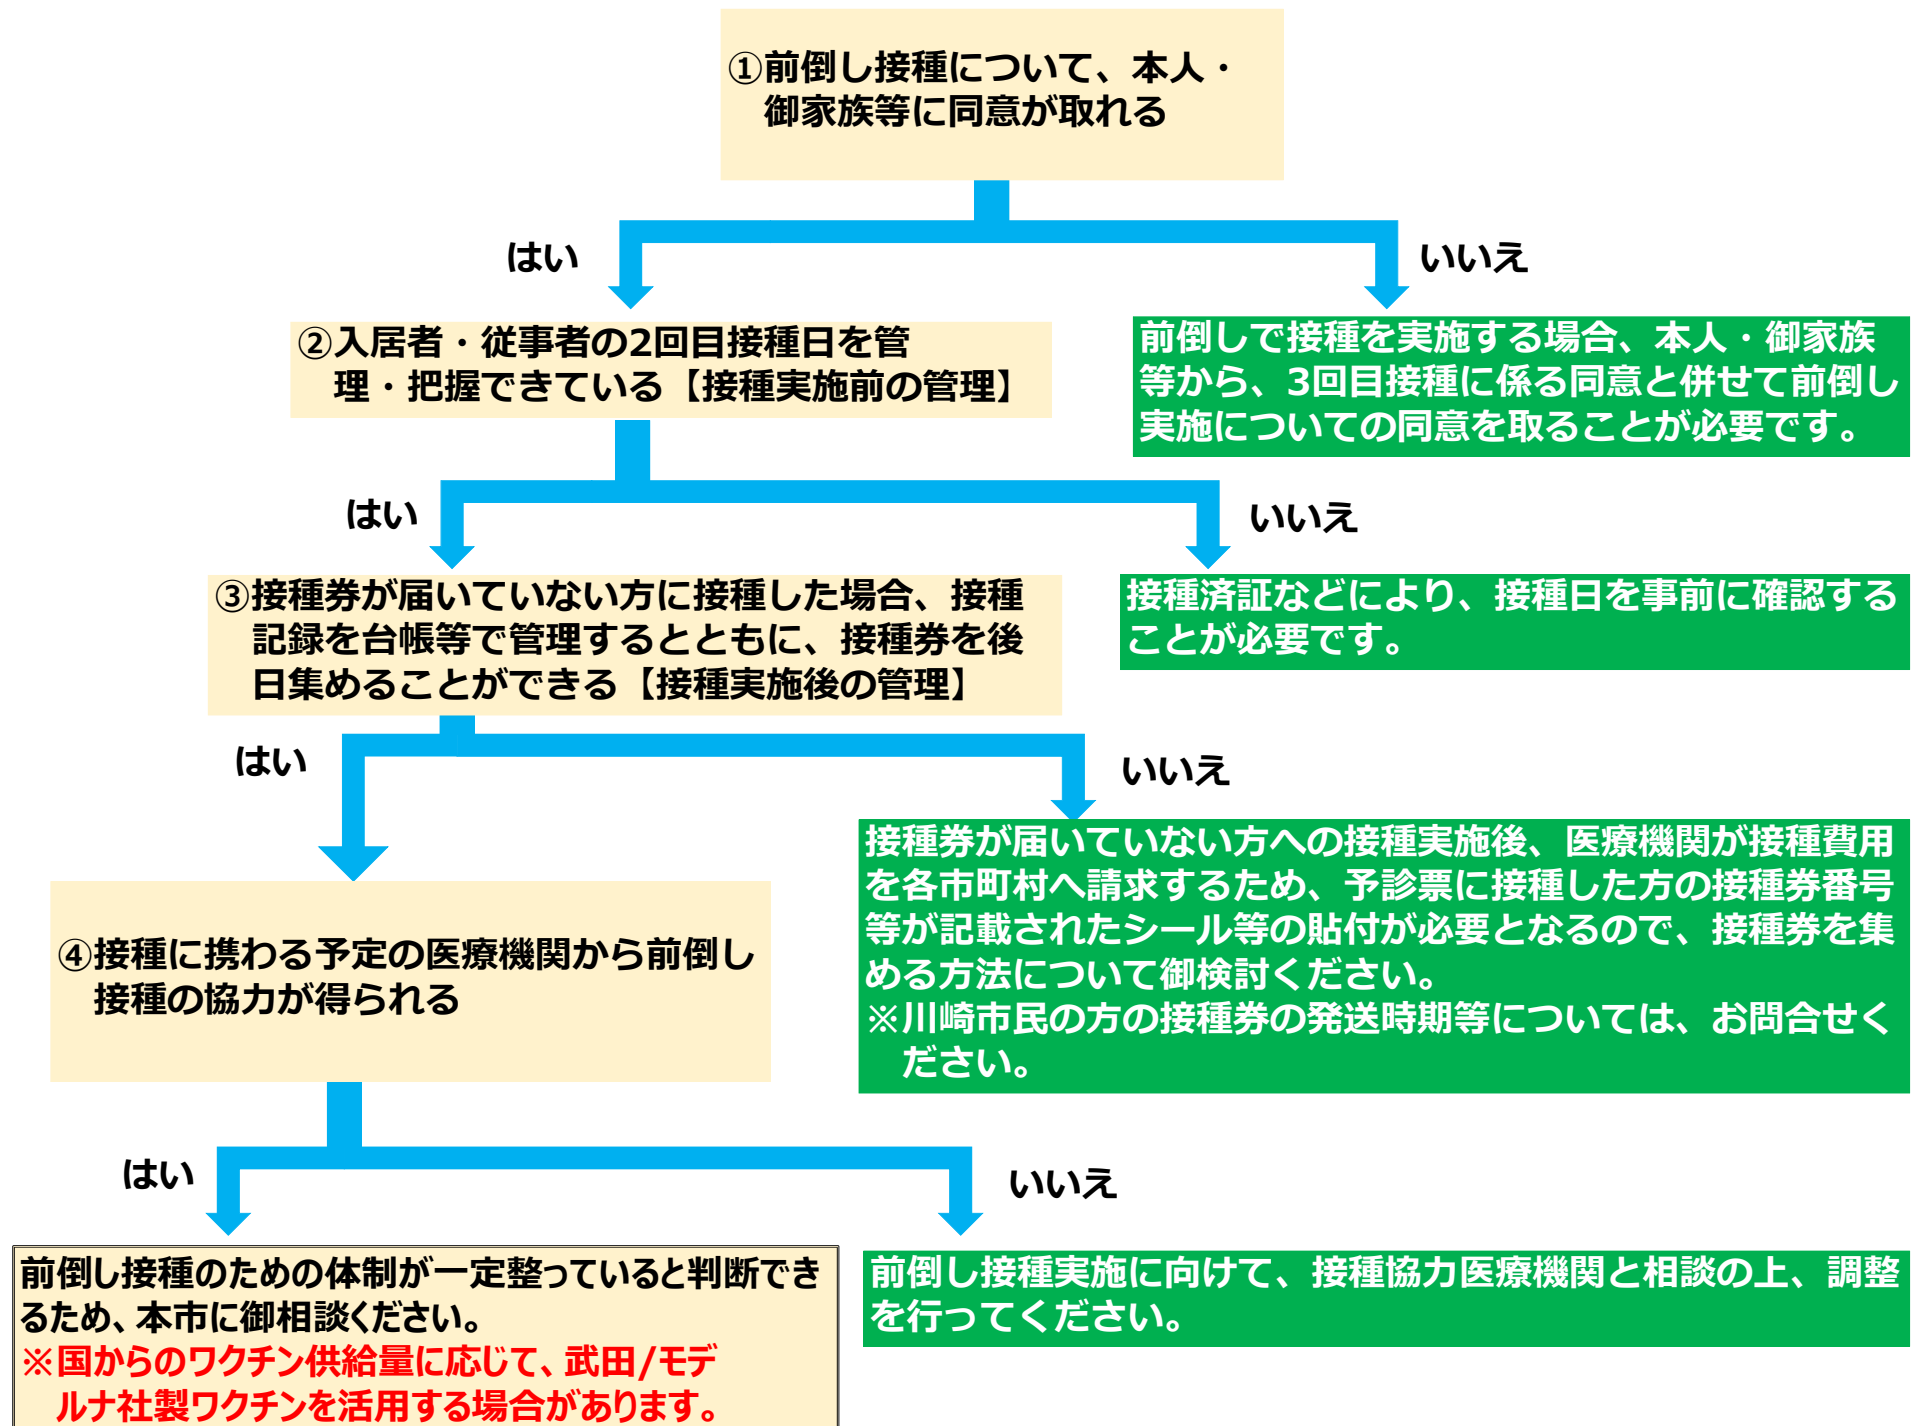 ①前倒し接種について、本人・
御家族等に同意が取れる
はい
いいえ
②入居者・従事者の2回目接種日を管
理・把握できている【接種実施前の管理】
前倒しで接種を実施する場合、本人・御家族
等から、3回目接種に係る同意と併せて前倒し
実施についての同意を取ることが必要です。
はい
いいえ
③接種券が届いていない方に接種した場合、接種
記録を台帳等で管理するとともに、接種券を後
日集めることができる【接種実施後の管理】
接種済証などにより、接種日を事前に確認する
ことが必要です。
はい
いいえ
④接種に携わる予定の医療機関から前倒し
接種の協力が得られる
接種券が届いていない方への接種実施後、医療機関が接種費用
を各市町村へ請求するため、予診票に接種した方の接種券番号
等が記載されたシール等の貼付が必要となるので、接種券を集
める方法について御検討ください。
※川崎市民の方の接種券の発送時期等については、お問合せく
ださい。
はい
いいえ
前倒し接種のための体制が一定整っていると判断でき
るため、本市に御相談ください。
※国からのワクチン供給量に応じて、武田/モデ
ルナ社製ワクチンを活用する場合があります。
前倒し接種実施に向けて、接種協力医療機関と相談の上、調整
を行ってください。